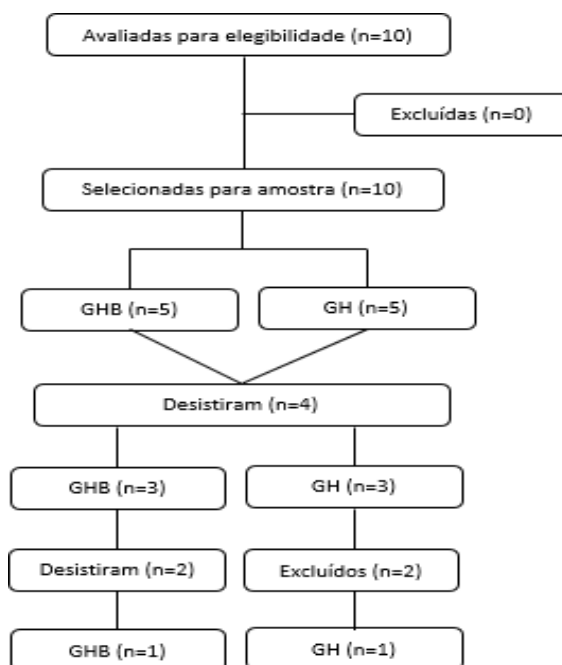 Avaliadas para elegibilidade (n=10)
Excluídas (n=0)
Selecionadas para amostra (n=10)
GHB (n=5)
GH (n=5)
Desistiram (n=4)
GHB (n=3)
GH (n=3)
Desistiram (n=2)
Excluídos (n=2)
GHB (n=1)
GH (n=1)